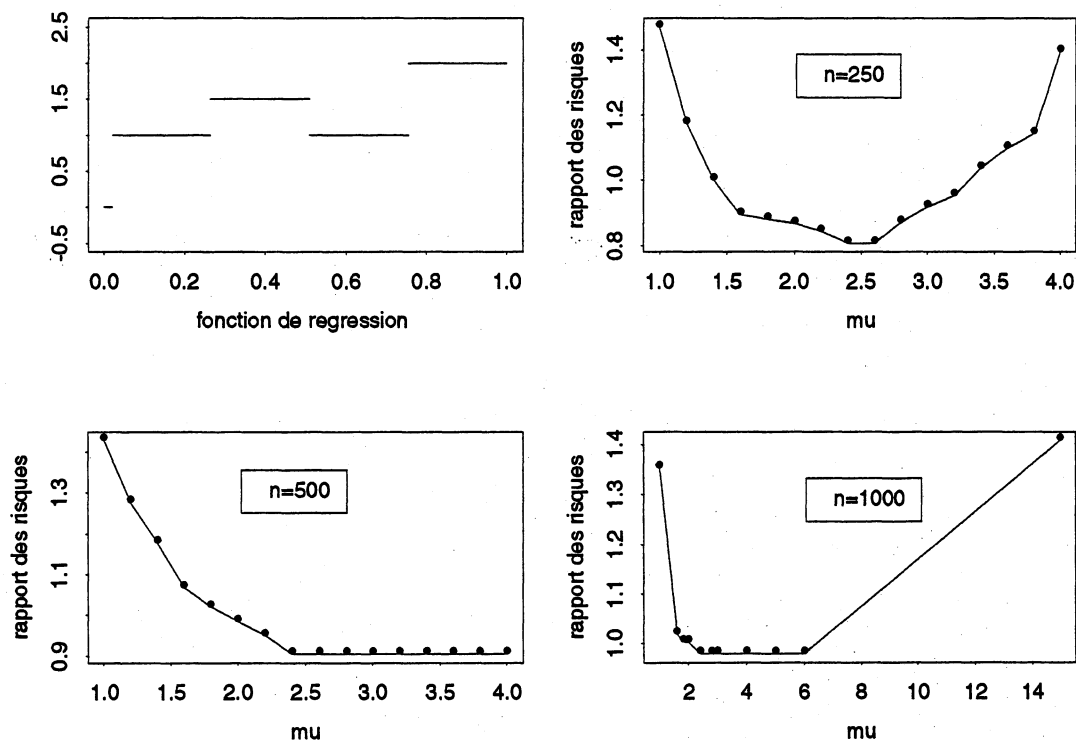 2.5
1.5
0.5
-0.5
0.0 0.2 0.4 0.6 0.8 1.0
fonction de regression
rapport des risques
1.4
1.2
1.0
0.8
n=250
1.0 1.5 2.0 2.5 3.0 3.5 4.0
mu
rapport des risques
1.3
1.1
0.9
n=500
1.0 1.5 2.0 2.5 3.0 3.5 4.0
mu
rapport des risques
1.4
1.3
1.2
1.1
1.0
n=1000
2 4 6 8 10 12 14
mu